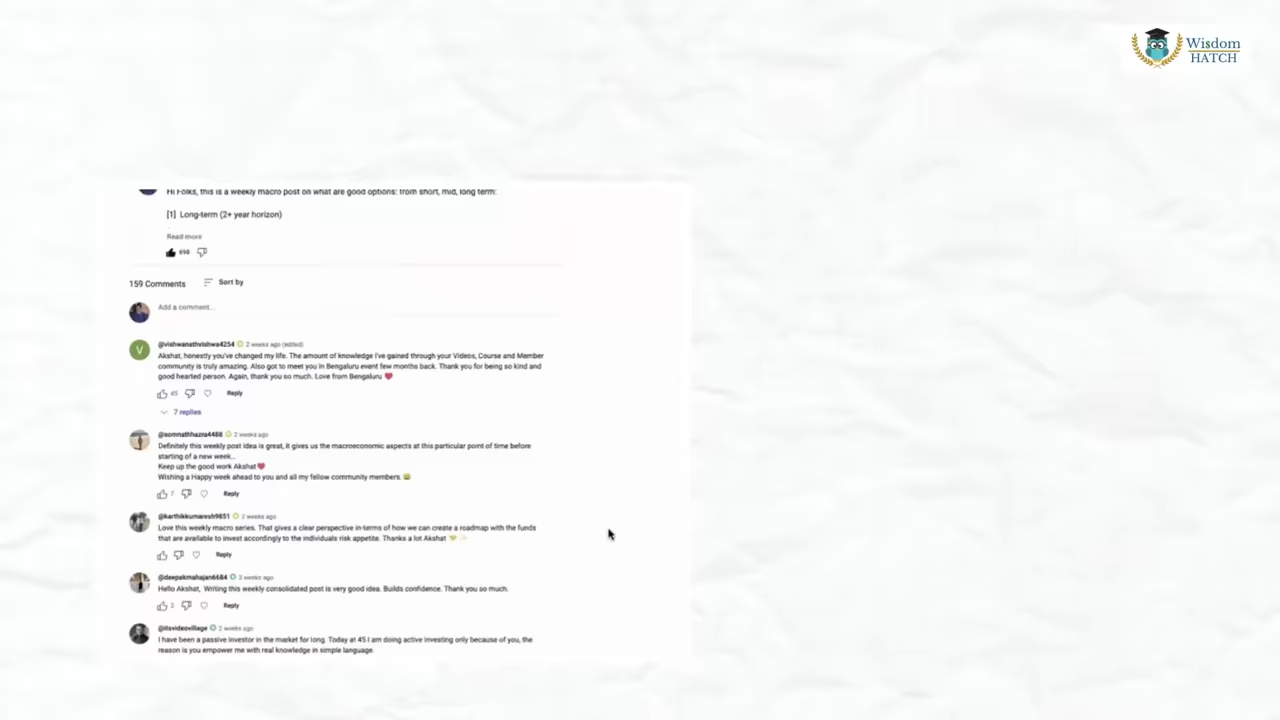 Wisdom
HATCH
Hi Folks, this is a weekly macro post on what are good options: from short, mid, long term:
[1] Long-term (2+ year horizon)
Read more
698
159 Comments
Sort by
Add a comment...
V
@vishwanathvishwa4254 2 weeks ago (edited)
Akshat, honestly you've changed my life. The amount of knowledge I've gained through your Videos, Course and Member
community is truly amazing. Also got to meet you in Bengaluru event few months back. Thank you for being so kind and
good hearted person. Again, thank you so much. Love from Bengaluru ❤️
45 Reply
7 replies
@somnathhazra4488 2 weeks ago
Definitely this weekly post idea is great, it gives us the macroeconomic aspects at this particular point of time before
starting of a new week...
Keep up the good work Akshat❤️
Wishing a Happy week ahead to you and all my fellow community members.
7 Reply
@karthikkumaresh9851 2 weeks ago
Love this weekly macro series. That gives a clear perspective in-terms of how we can create a roadmap with the funds
that are available to invest accordingly to the individuals risk appetite. Thanks a lot Akshat
Reply
@deepakmahajan6684 2 weeks ago
Hello Akshat, Writing this weekly consolidated post is very good idea. Builds confidence. Thank you so much.
2 Reply
@itsvideovillage 2 weeks ago
I have been a passive investor in the market for long. Today at 45 I am doing active investing only because of you, the
reason is you empower me with real knowledge in simple language.